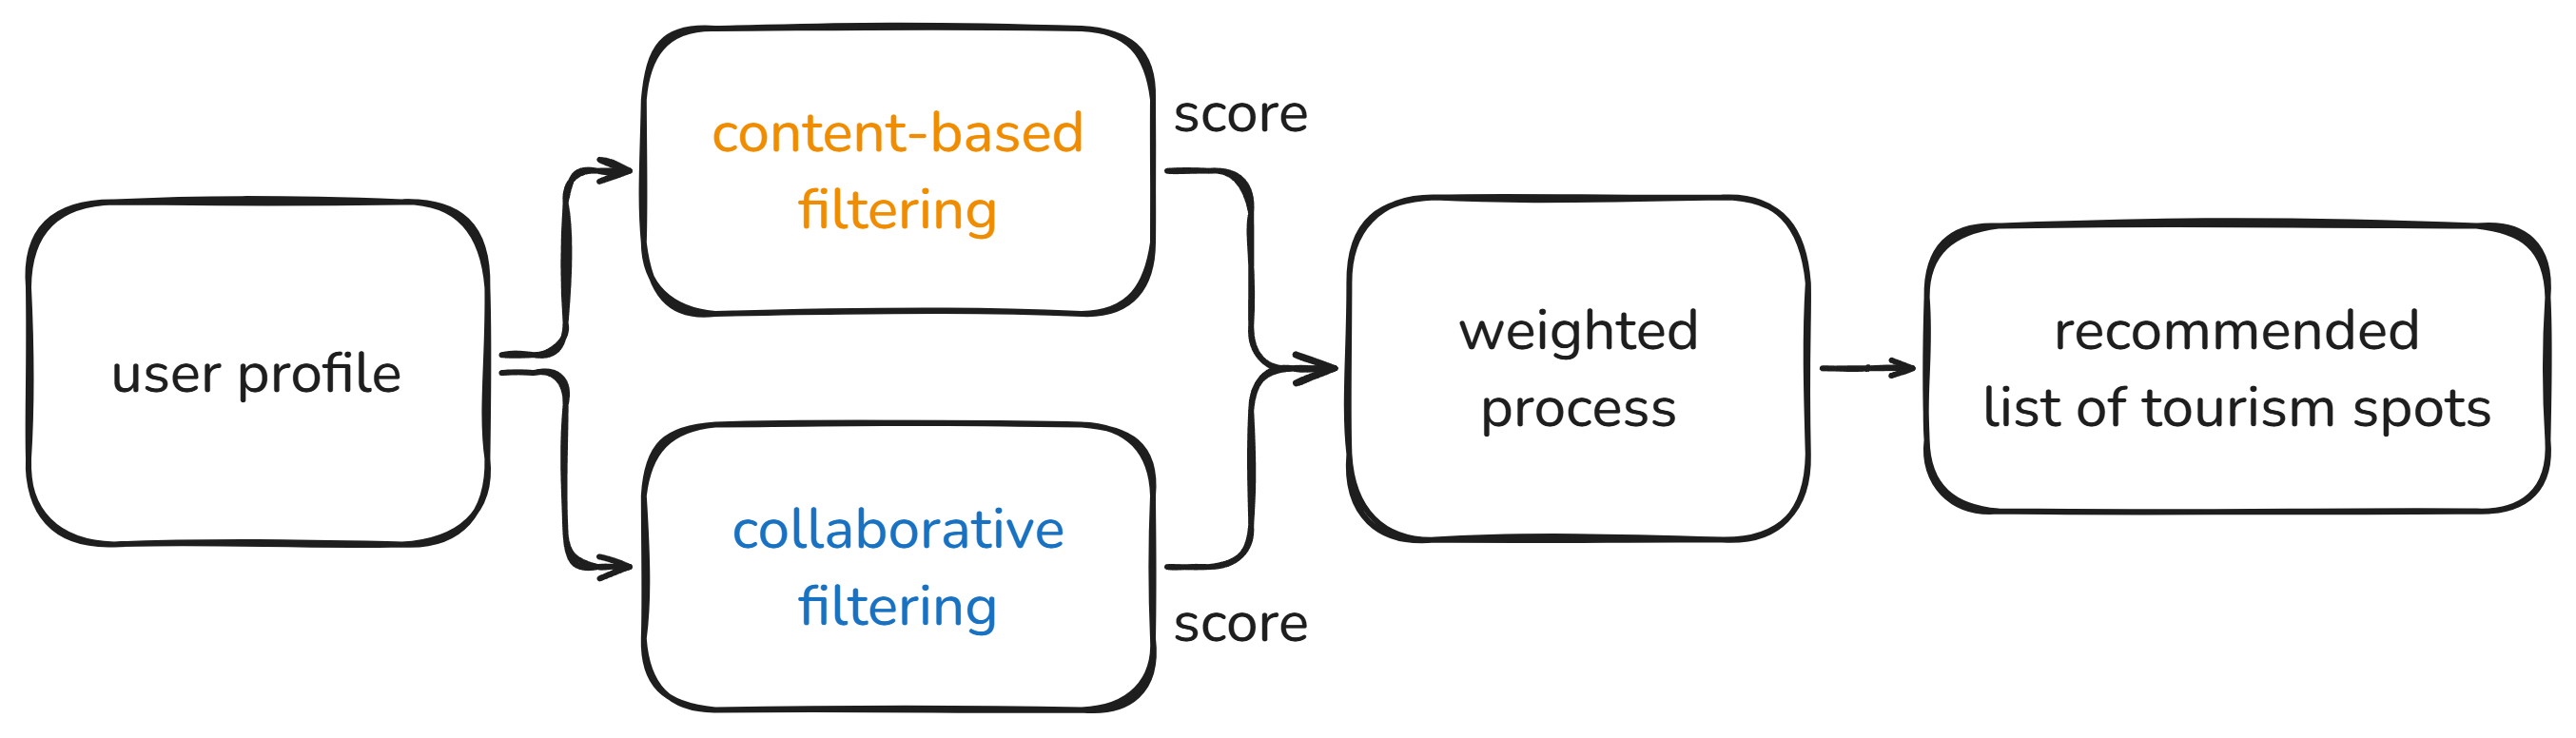 user profile
content-based
filtering
score
collaborative
filtering
score
weighted
process
recommended
list of tourism spots